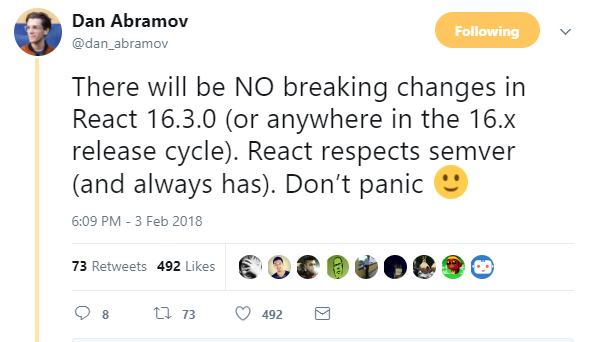 Dan Abramov
@dan_abramov
Following
There will be NO breaking changes in
React 16.3.0 (or anywhere in the 16.x
release cycle). React respects semver
(and always has). Don’t panic 🙂
6:09 PM - 3 Feb 2018
73 Retweets 492 Likes
8 73 492